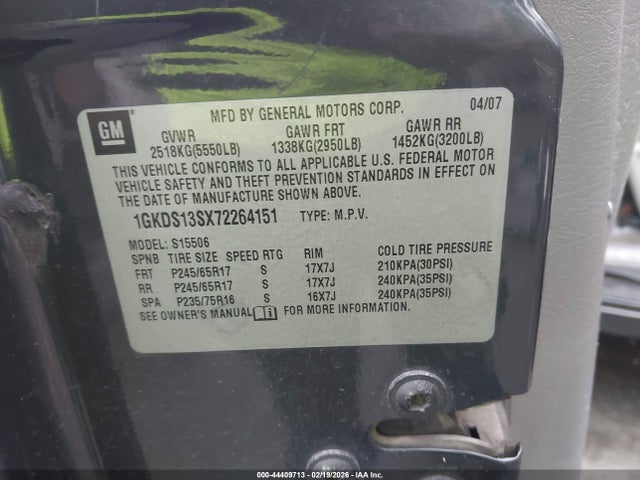 MFD BY GENERAL MOTORS CORP. 04/07
GM
GVWR GAWR FRT GAWR RR
2518KG(5550LB) 1338KG(2950LB) 1452KG(3200LB)
THIS VEHICLE CONFORMS TO ALL APPLICABLE U.S. FEDERAL MOTOR
VEHICLE SAFETY AND THEFT PREVENTION STANDARDS IN EFFECT ON
THE DATE OF MANUFACTURE SHOWN ABOVE.
1GKDS13SX72264151 TYPE: M.P.V.
MODEL: S15506
SPNB TIRE SIZE SPEED RTG RIM COLD TIRE PRESSURE
FRT P245/65R17 S 17X7J 210KPA(30PSI)
RR P245/65R17 S 17X7J 240KPA(35PSI)
SPA P235/75R16 S 16X7J 240KPA(35PSI)
SEE OWNER'S MANUAL FOR MORE INFORMATION.
000-44409713 - 02/19/2026 - IAA Inc.